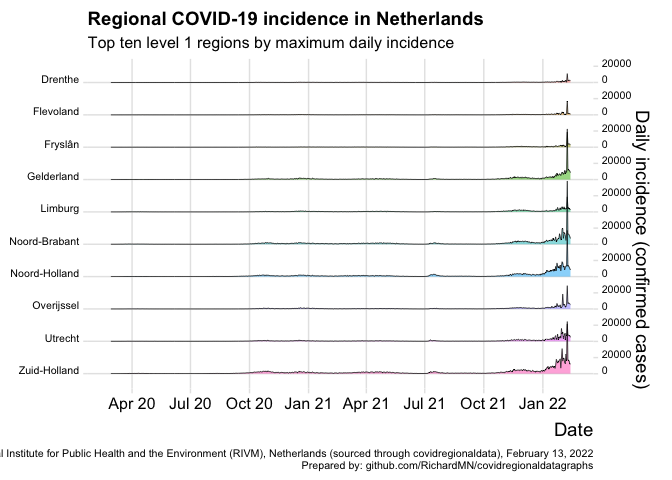 Regional COVID-19 incidence in Netherlands
Top ten level 1 regions by maximum daily incidence
Drenthe
20000
0
Flevoland
20000
0
Fryslân
20000
0
Gelderland
20000
0
Limburg
20000
0
Noord-Brabant
20000
0
Noord-Holland
20000
0
Overijssel
20000
0
Utrecht
20000
0
Zuid-Holland
20000
0
Daily incidence (confirmed cases)
Apr 20 Jul 20 Oct 20 Jan 21 Apr 21 Jul 21 Oct 21 Jan 22
Date
Institute for Public Health and the Environment (RIVM), Netherlands (sourced through covidregionaldata), February 13, 2022
Prepared by: github.com/RichardMN/covidregionaldatagraphs